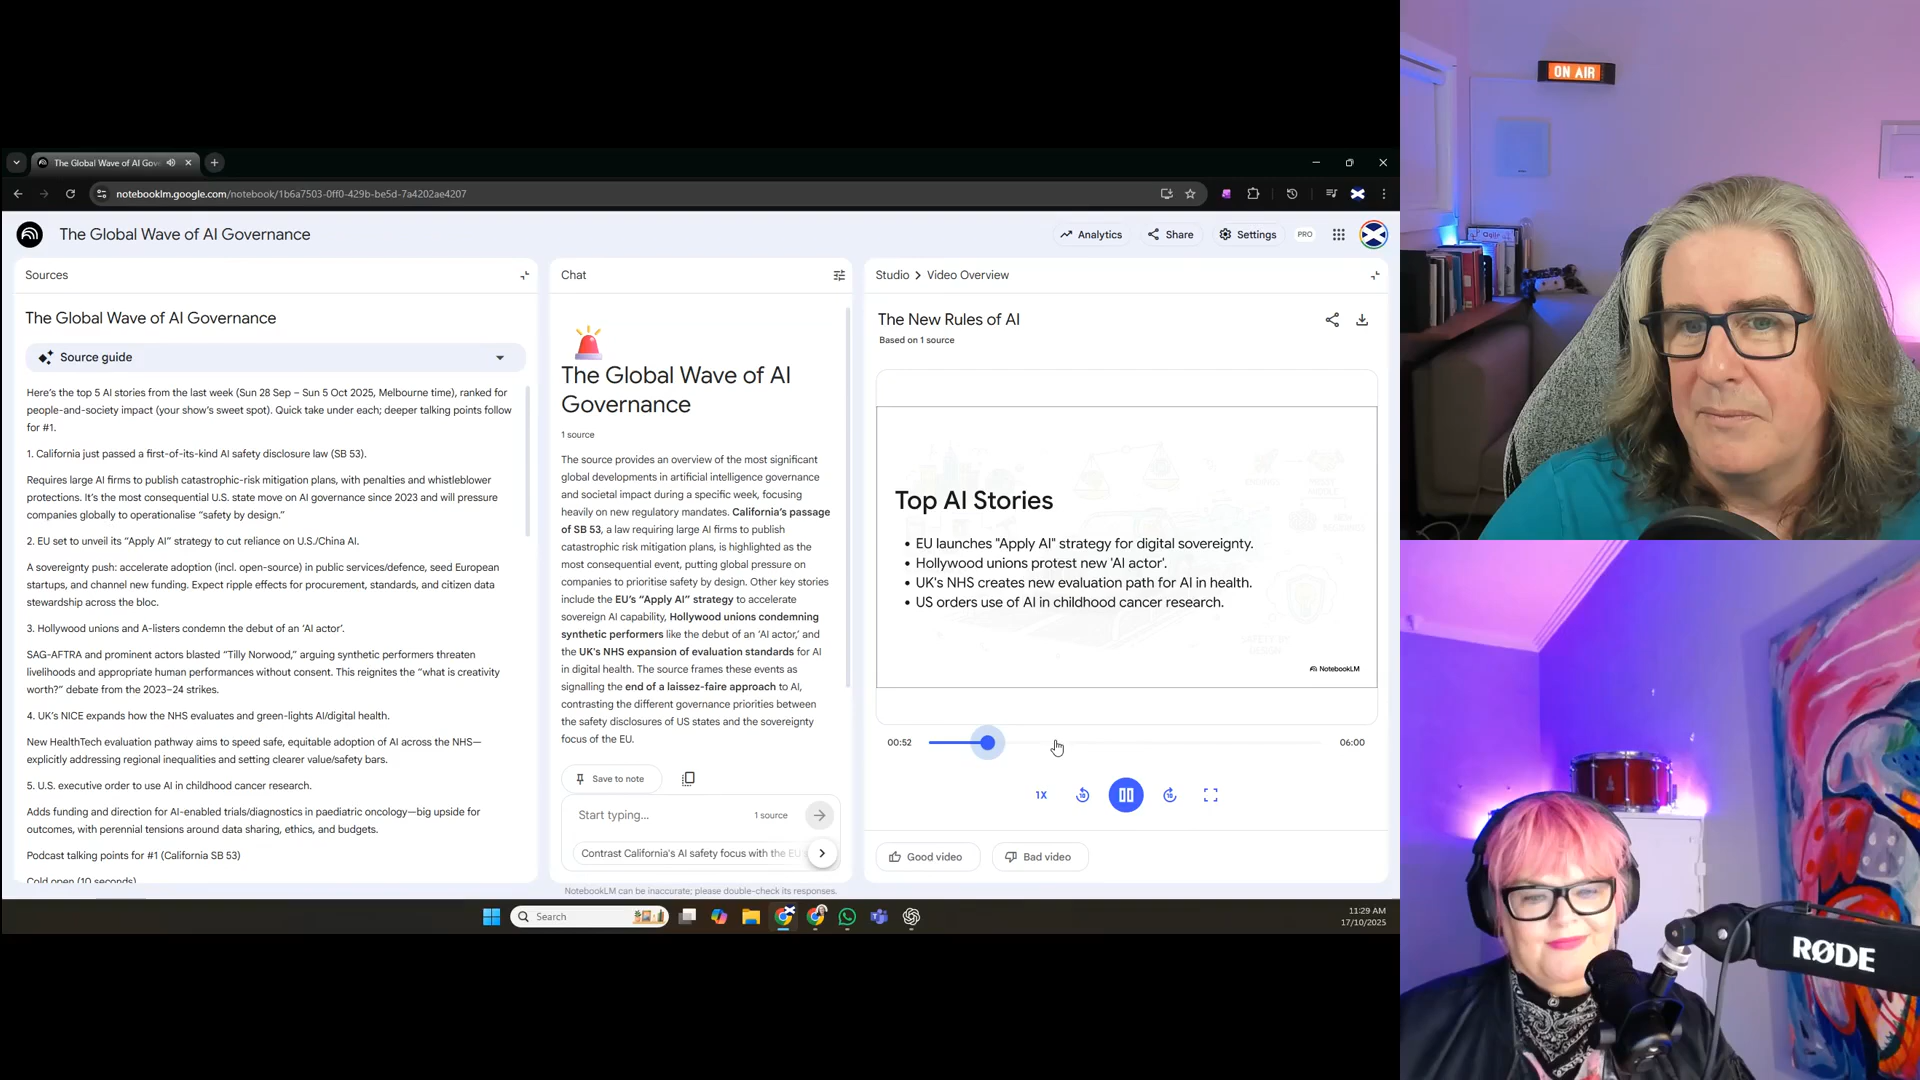 The Global Wave of AI Gov
notebooklm.google.com/notebook/1b6a7503-0ff0-429b-be5d-7a4202ae4207
The Global Wave of AI Governance
Analytics
Share
Settings
PRO
Sources
The Global Wave of AI Governance
Source guide
Here's the top 5 AI stories from the last week (Sun 28 Sep – Sun 5 Oct 2025, Melbourne time), ranked for
people-and-society impact (your show's sweet spot). Quick take under each; deeper talking points follow
for #1.
1. California just passed a first-of-its-kind AI safety disclosure law (SB 53).
Requires large AI firms to publish catastrophic-risk mitigation plans, with penalties and whistleblower
protections. It's the most consequential U.S. state move on AI governance since 2023 and will pressure
companies globally to operationalise “safety by design.”
2. EU set to unveil its “Apply AI” strategy to cut reliance on U.S./China AI.
A sovereignty push: accelerate adoption (incl. open-source) in public services/defence, seed European
startups, and channel new funding. Expect ripple effects for procurement, standards, and citizen data
stewardship across the bloc.
3. Hollywood unions and A-listers condemn the debut of an ‘AI actor’.
SAG-AFTRA and prominent actors blasted “Tilly Norwood,” arguing synthetic performers threaten
livelihoods and appropriate human performances without consent. This reignites the “what is creativity
worth?” debate from the 2023–24 strikes.
4. UK's NICE expands how the NHS evaluates and green-lights AI/digital health.
New HealthTech evaluation pathway aims to speed safe, equitable adoption of AI across the NHS—
explicitly addressing regional inequalities and setting clearer value/safety bars.
5. U.S. executive order to use AI in childhood cancer research.
Adds funding and direction for AI-enabled trials/diagnostics in paediatric oncology—big upside for
outcomes, with perennial tensions around data sharing, ethics, and budgets.
Podcast talking points for #1 (California SB 53)
Cold open (10 seconds)
Chat
The Global Wave of AI
Governance
1 source
The source provides an overview of the most significant
global developments in artificial intelligence governance
and societal impact during a specific week, focusing
heavily on new regulatory mandates. California's passage
of SB 53, a law requiring large AI firms to publish
catastrophic risk mitigation plans, is highlighted as the
most consequential event, putting global pressure on
companies to prioritise safety by design. Other key stories
include the EU's “Apply AI” strategy to accelerate
sovereign AI capability, Hollywood unions condemning
synthetic performers like the debut of an ‘AI actor,’ and
the UK's NHS expansion of evaluation standards for AI
in digital health. The source frames these events as
signalling the end of a laissez-faire approach to AI,
contrasting the different governance priorities between
the safety disclosures of US states and the sovereignty
focus of the EU.
Save to note
Start typing...
1 source
Contrast California's AI safety focus with the EU
NotebookLM can be inaccurate; please double-check its responses.
Studio > Video Overview
The New Rules of AI
Based on 1 source
Top AI Stories
• EU launches "Apply AI" strategy for digital sovereignty.
• Hollywood unions protest new 'AI actor'.
• UK's NHS creates new evaluation path for AI in health.
• US orders use of AI in childhood cancer research.
NotebookLM
00:52
06:00
1X
10
10
Good video
Bad video
Search
11:29 AM
17/10/2025
ON AIR
Agile
RØDE